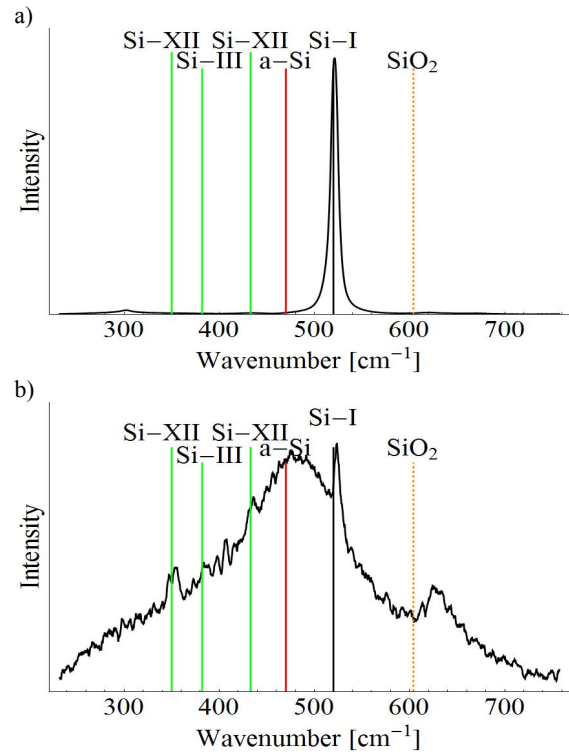 a)
Si–XII Si–XII Si–I
Si–III a–Si SiO₂
Intensity
300 400 500 600 700
Wavenumber [cm⁻¹]
b)
Si–I
Si–XII Si–XII
Si–III a–Si SiO₂
Intensity
300 400 500 600 700
Wavenumber [cm⁻¹]